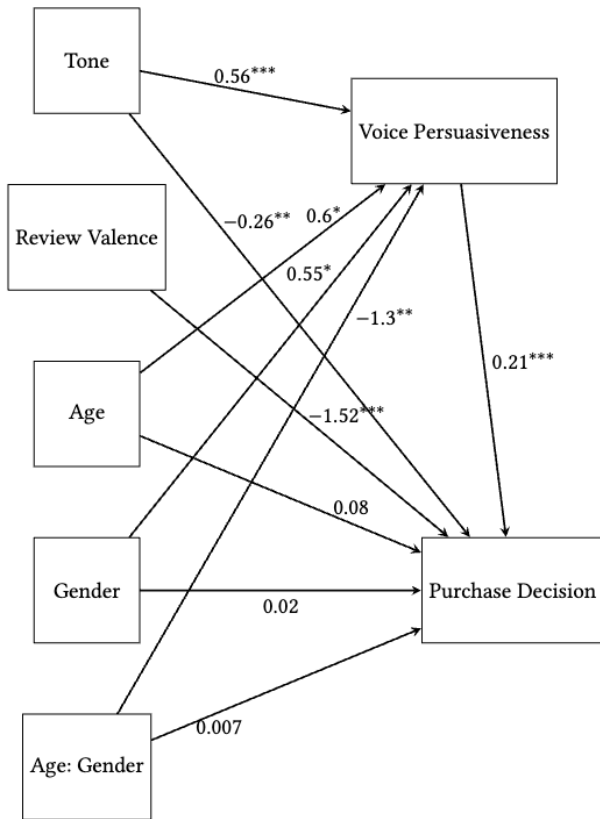 Tone
0.56***
Voice Persuasiveness
Review Valence
−0.26**
0.6*
0.55*
−1.3**
0.21***
Age
−1.52***
0.08
Gender
0.02
Purchase Decision
0.007
Age: Gender